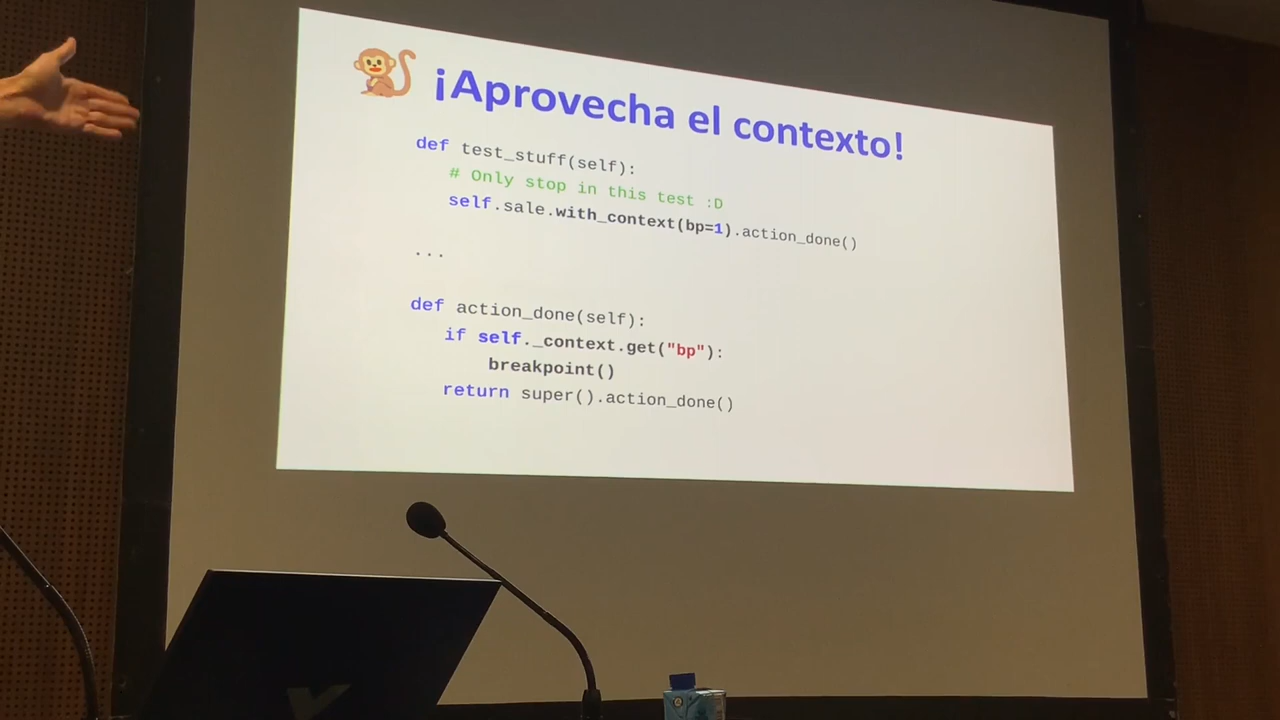 ¡Aprovecha el contexto!
def test_stuff(self):
# Only stop in this test :D
self.sale.with_context(bp=1).action_done()
...
def action_done(self):
if self._context.get("bp"):
breakpoint()
return super().action_done()